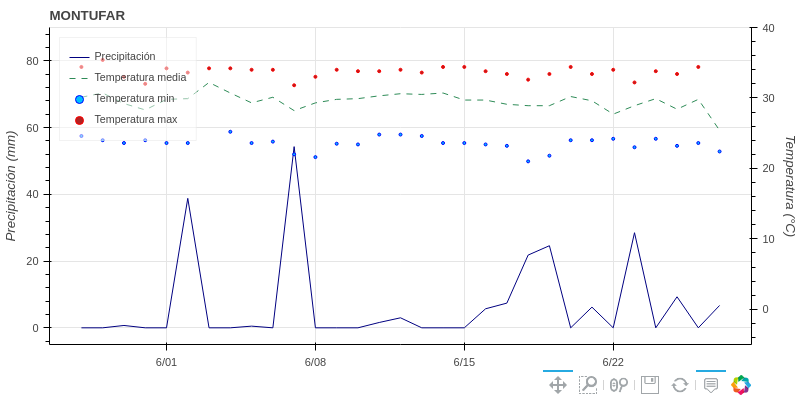 MONTUFAR
Precipitación
Temperatura media
Temperatura min
Temperatura max
Precipitación (mm)
80
60
40
20
0
Temperatura (°C)
40
30
20
10
0
6/01
6/08
6/15
6/22